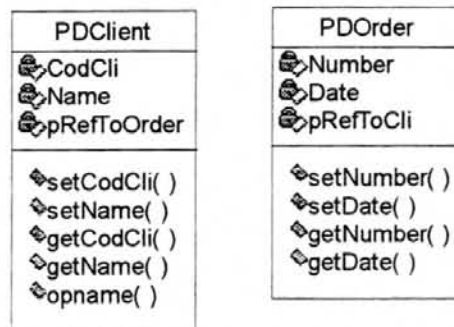 PDClient
CodCli
Name
pRefToOrder
setCodCli( )
setName( )
getCodCli( )
getName( )
opname( )
PDOrder
Number
Date
pRefToCli
setNumber( )
setDate( )
getNumber( )
getDate( )